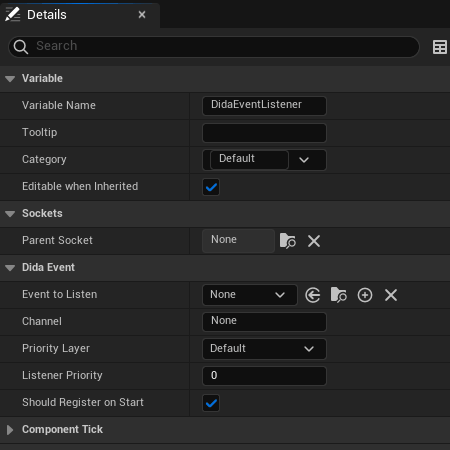 Details
Search
Variable
Variable Name DidaEventListener
Tooltip
Category Default
Editable when Inherited
Sockets
Parent Socket None
Dida Event
Event to Listen None
Channel None
Priority Layer Default
Listener Priority 0
Should Register on Start
Component Tick